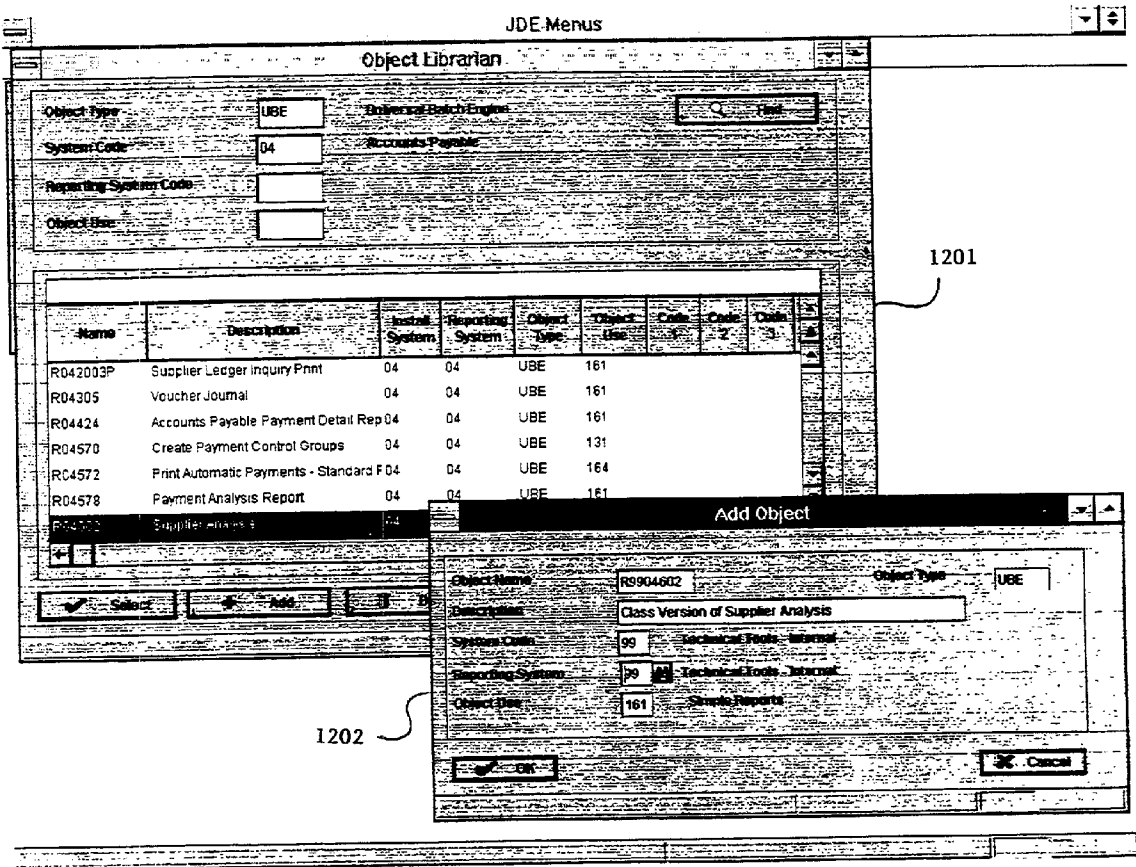 JDE-Menus
Object Librarian
Object Type UBE Universal Batch Engine Find
System Code 04 Accounts Payable
Reporting System Code
Object Use
1201
Name Description Install System Reporting System Object Type Object Use Code 1 Code 2 Code 3
R042003P Supplier Ledger Inquiry Print 04 04 UBE 161
R04305 Voucher Journal 04 04 UBE 161
R04424 Accounts Payable Payment Detail Rep 04 04 UBE 161
R04570 Create Payment Control Groups 04 04 UBE 131
R04572 Print Automatic Payments - Standard F 04 04 UBE 164
R04578 Payment Analysis Report 04 04 UBE 161
Supplier Analysis 04
Select Add D
Add Object
Object Name R9904602 Object Type UBE
Description Class Version of Supplier Analysis
System Code 99 Technical Tools - Internal
Reporting System 99 Technical Tools - Internal
Object Use 161 Simple Reports
1202
OK Cancel